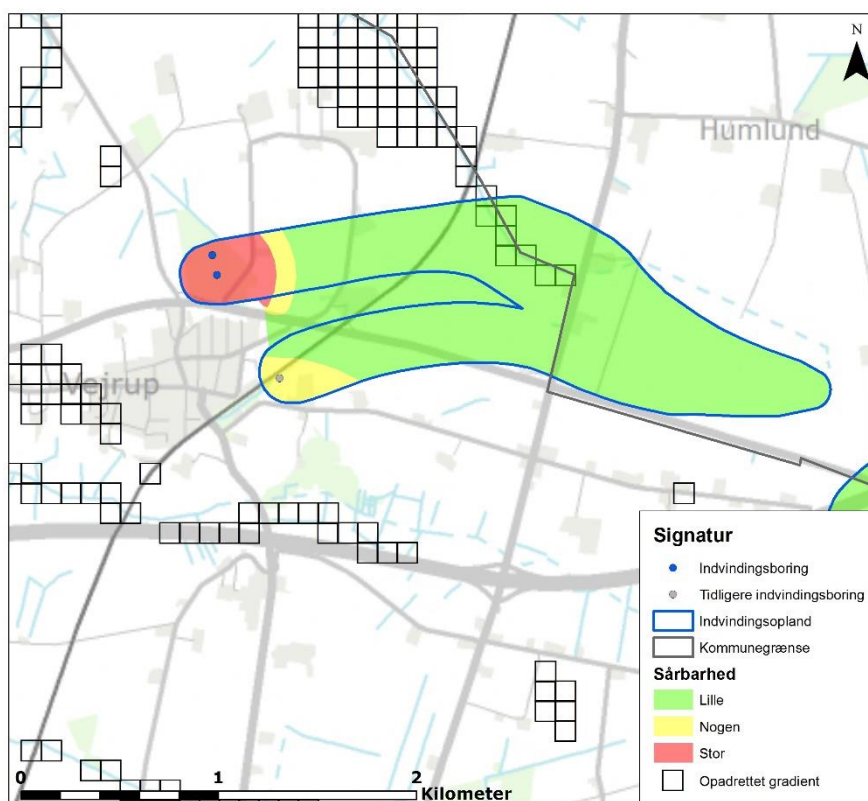 N
Humlund
Vejrup
Signatur
Indvindingsboring
Tidligere indvindingsboring
Indvindingsopland
Kommunegrænse
Sårbarhed
Lille
Nogen
Stor
Opadrettet gradient
0 1 2
Kilometer